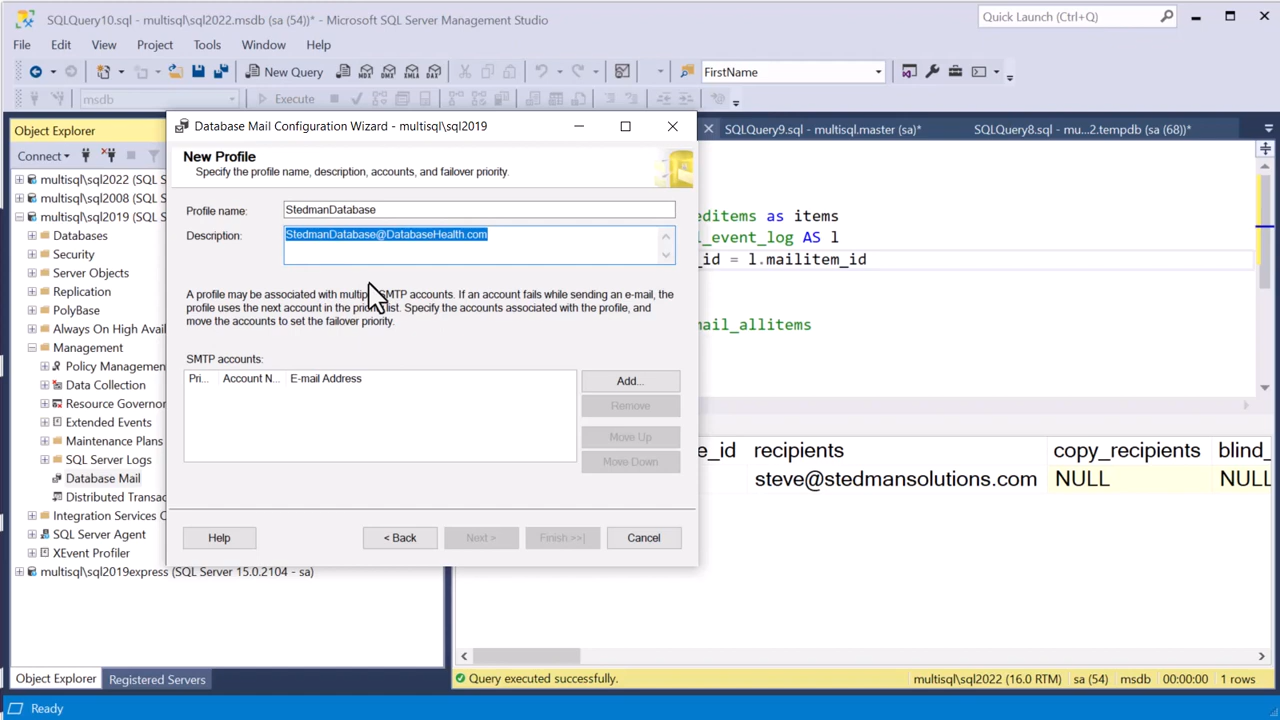 SQLQuery10.sql - multisql\sql2022.msdb (sa (54))* - Microsoft SQL Server Management Studio
Quick Launch (Ctrl+Q)
File Edit View Project Tools Window Help
New Query
FirstName
msdb
Execute
Object Explorer
Connect
multisql\sql2022 (SQL S
multisql\sql2008 (SQL S
multisql\sql2019 (SQL S
Databases
Security
Server Objects
Replication
PolyBase
Always On High Avai
Management
Policy Managemen
Data Collection
Resource Governor
Extended Events
Maintenance Plans
SQL Server Logs
Database Mail
Distributed Transac
Integration Services C
SQL Server Agent
XEvent Profiler
multisql\sql2019express (SQL Server 15.0.2104 - sa)
Object Explorer Registered Servers
Database Mail Configuration Wizard - multisql\sql2019
New Profile
Specify the profile name, description, accounts, and failover priority.
Profile name: StedmanDatabase
Description: StedmanDatabase@DatabaseHealth.com
A profile may be associated with multip SMTP accounts. If an account fails while sending an e-mail, the
profile uses the next account in the prio list. Specify the accounts associated with the profile, and
move the accounts to set the failover priority.
SMTP accounts:
Pri... Account N... E-mail Address
Add...
Remove
Move Up
Move Down
Help < Back Next > Finish >>| Cancel
SQLQuery9.sql - multisql.master (sa)* SQLQuery8.sql - mu...2.tempdb (sa (68))*
editems as items
l_event_log AS l
_id = l.mailitem_id
mail_allitems
e_id recipients copy_recipients blind_
steve@stedmansolutions.com NULL NULL
Query executed successfully. multisql\sql2022 (16.0 RTM) sa (54) msdb 00:00:00 1 rows
Ready